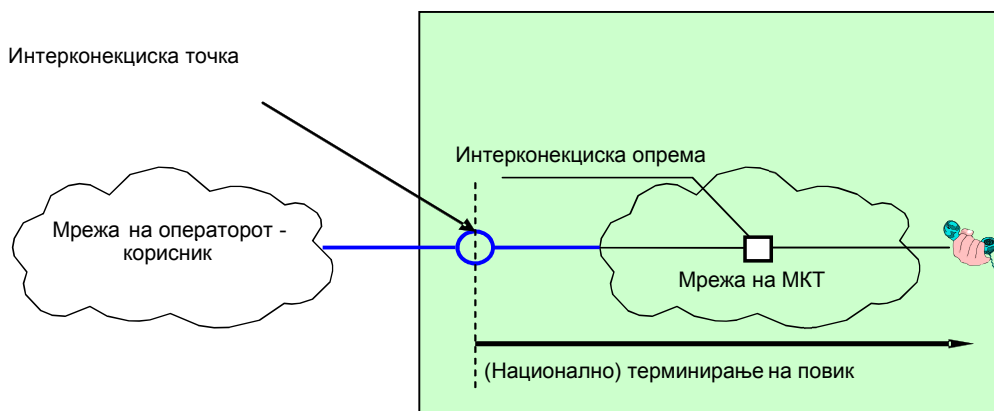 Интерконекциска точка
Интерконекциска опрема
Мрежа на операторот -
корисник
Мрежа на МКТ
(Национално) терминирање на повик